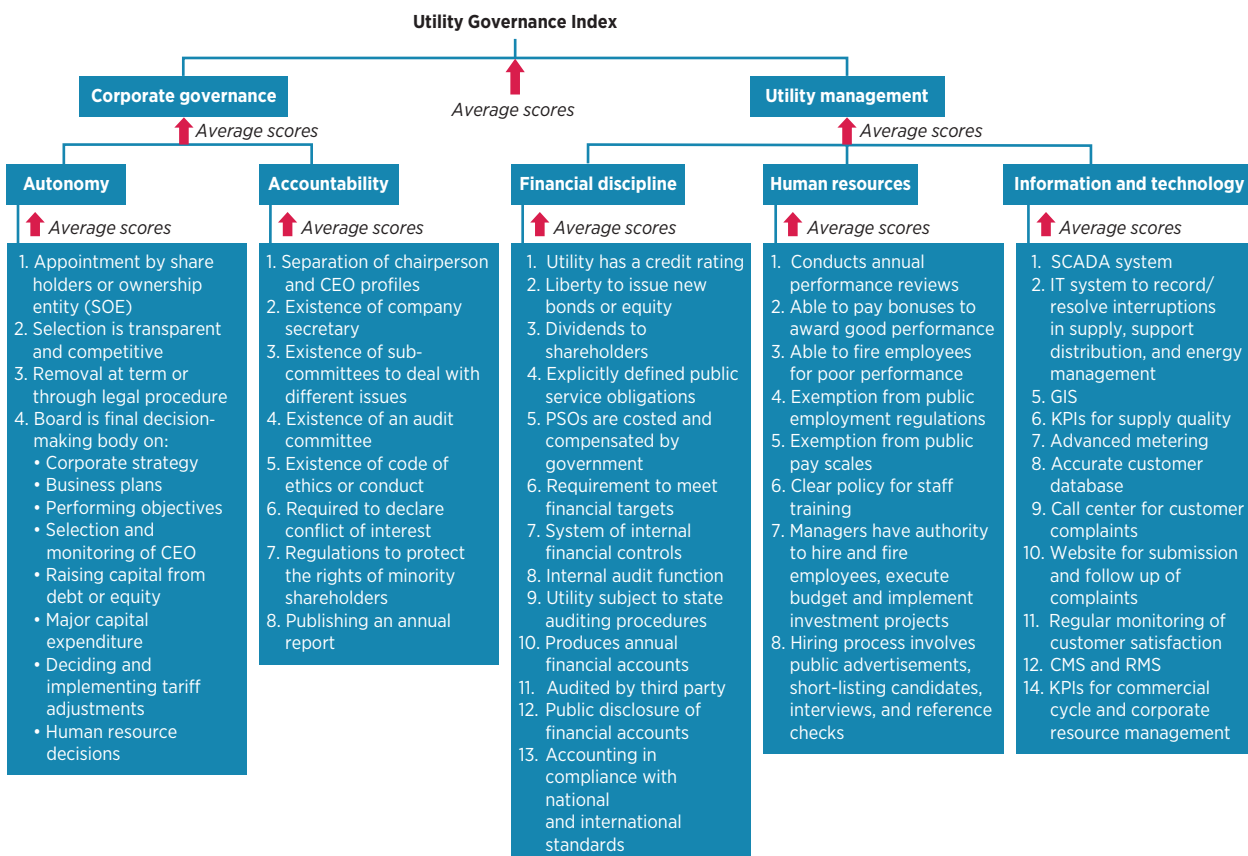 Utility Governance Index
Corporate governance
Utility management
Average scores
Average scores
Average scores
Autonomy
Accountability
Financial discipline
Human resources
Information and technology
Average scores
Average scores
Average scores
Average scores
Average scores
1. Appointment by share
holders or ownership
entity (SOE)
2. Selection is transparent
and competitive
3. Removal at term or
through legal procedure
4. Board is final decision-
making body on:
• Corporate strategy
• Business plans
• Performing objectives
• Selection and
monitoring of CEO
• Raising capital from
debt or equity
• Major capital
expenditure
• Deciding and
implementing tariff
adjustments
• Human resource
decisions
1. Separation of chairperson
and CEO profiles
2. Existence of company
secretary
3. Existence of sub-
committees to deal with
different issues
4. Existence of an audit
committee
5. Existence of code of
ethics or conduct
6. Required to declare
conflict of interest
7. Regulations to protect
the rights of minority
shareholders
8. Publishing an annual
report
1. Utility has a credit rating
2. Liberty to issue new
bonds or equity
3. Dividends to
shareholders
4. Explicitly defined public
service obligations
5. PSOs are costed and
compensated by
government
6. Requirement to meet
financial targets
7. System of internal
financial controls
8. Internal audit function
9. Utility subject to state
auditing procedures
10. Produces annual
financial accounts
11. Audited by third party
12. Public disclosure of
financial accounts
13. Accounting in
compliance with
national
and international
standards
1. Conducts annual
performance reviews
2. Able to pay bonuses to
award good performance
3. Able to fire employees
for poor performance
4. Exemption from public
employment regulations
5. Exemption from public
pay scales
6. Clear policy for staff
training
7. Managers have authority
to hire and fire
employees, execute
budget and implement
investment projects
8. Hiring process involves
public advertisements,
short-listing candidates,
interviews, and reference
checks
1. SCADA system
2. IT system to record/
resolve interruptions
in supply, support
distribution, and energy
management
5. GIS
6. KPIs for supply quality
7. Advanced metering
8. Accurate customer
database
9. Call center for customer
complaints
10. Website for submission
and follow up of
complaints
11. Regular monitoring of
customer satisfaction
12. CMS and RMS
14. KPIs for commercial
cycle and corporate
resource management